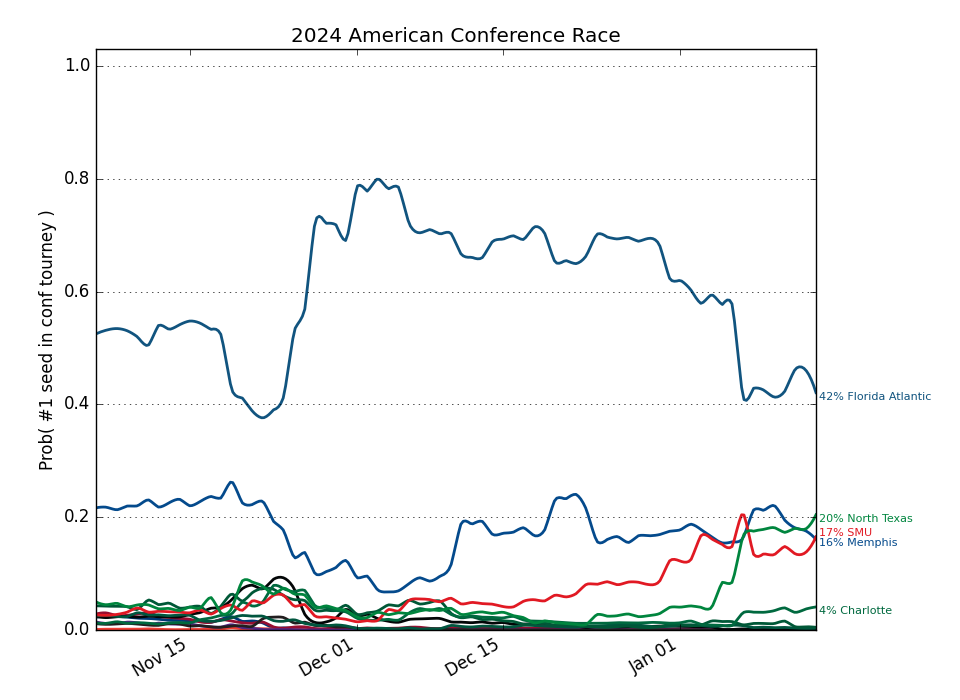 2024 American Conference Race
Prob( #1 seed in conf tourney )
1.0
0.8
0.6
0.4
0.2
0.0
42% Florida Atlantic
20% North Texas
17% SMU
16% Memphis
4% Charlotte
Nov 15
Dec 01
Dec 15
Jan 01